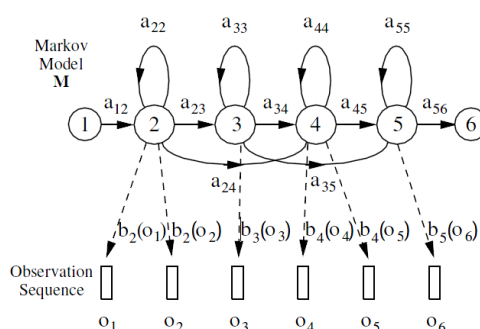 a22 a33 a44 a55
Markov
Model
M
a12 a23 a34 a45 a56
1 2 3 4 5 6
a24 a35
b2(o1) b2(o2) b3(o3) b4(o4) b4(o5) b5(o6)
Observation
Sequence
o1 o2 o3 o4 o5 o6